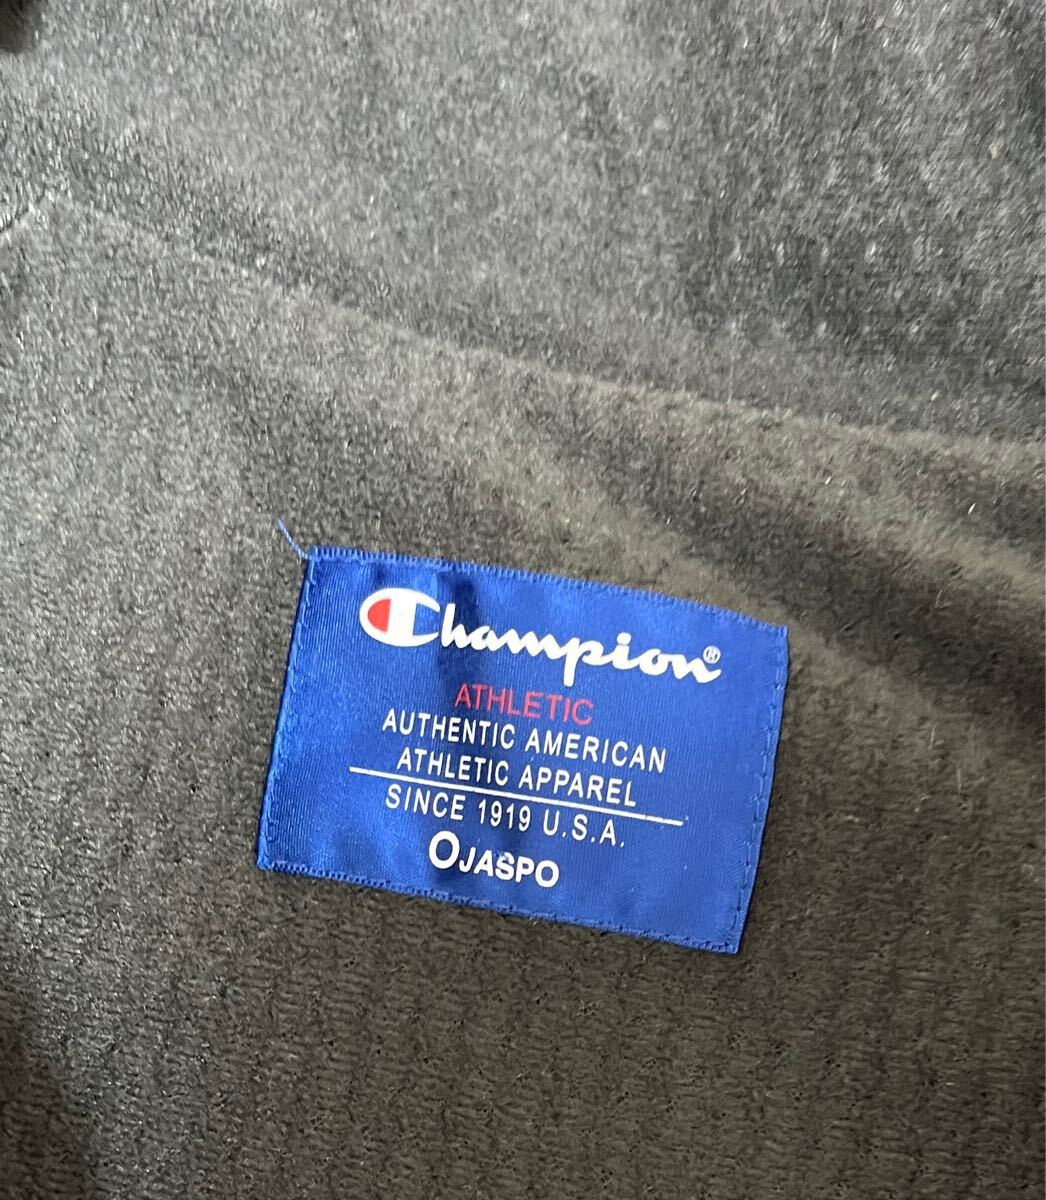 Champion®
ATHLETIC
AUTHENTIC AMERICAN
ATHLETIC APPAREL
SINCE 1919 U.S.A.
OJASPO